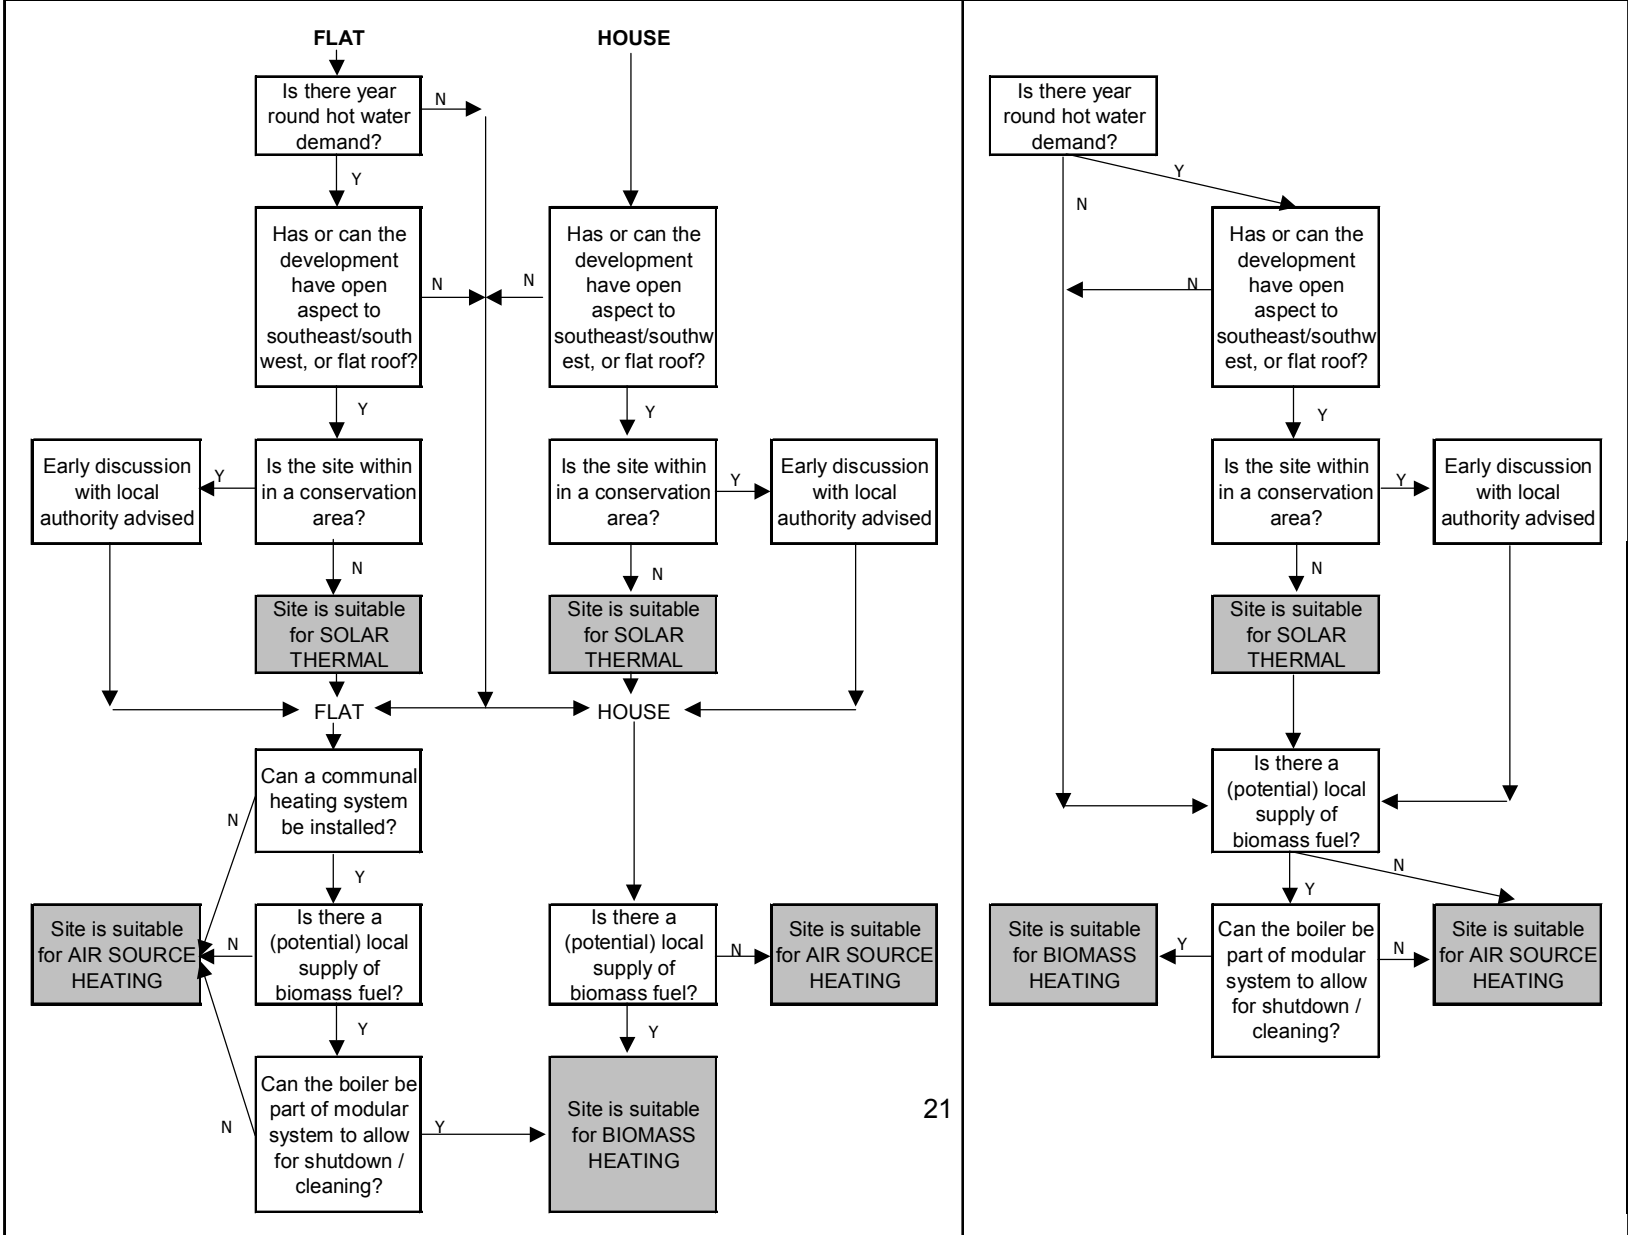 FLAT
HOUSE
Is there year
round hot water
demand?
N
Y
Has or can the
development
have open
aspect to
southeast/south
west, or flat roof?
N
N
Has or can the
development
have open
aspect to
southeast/southw
est, or flat roof?
Y
Y
Early discussion
with local
authority advised
Y
Is the site within
in a conservation
area?
Is the site within
in a conservation
area?
Y
Early discussion
with local
authority advised
N
N
Site is suitable
for SOLAR
THERMAL
Site is suitable
for SOLAR
THERMAL
FLAT
HOUSE
Can a communal
heating system
be installed?
N
Y
Site is suitable
for AIR SOURCE
HEATING
N
Is there a
(potential) local
supply of
biomass fuel?
Is there a
(potential) local
supply of
biomass fuel?
N
Site is suitable
for AIR SOURCE
HEATING
Y
Y
N
Can the boiler be
part of modular
system to allow
for shutdown /
cleaning?
Y
Site is suitable
for BIOMASS
HEATING
21
Is there year
round hot water
demand?
Y
N
Has or can the
development
have open
aspect to
southeast/southw
est, or flat roof?
N
Y
Is the site within
in a conservation
area?
Y
Early discussion
with local
authority advised
N
Site is suitable
for SOLAR
THERMAL
Is there a
(potential) local
supply of
biomass fuel?
N
Y
Site is suitable
for BIOMASS
HEATING
Y
Can the boiler be
part of modular
system to allow
for shutdown /
cleaning?
N
Site is suitable
for AIR SOURCE
HEATING